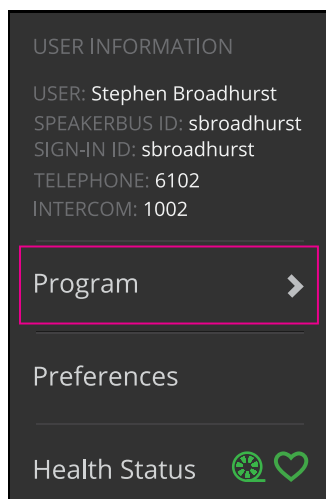 USER INFORMATION
USER: Stephen Broadhurst
SPEAKERBUS ID: sbroadhurst
SIGN-IN ID: sbroadhurst
TELEPHONE: 6102
INTERCOM: 1002
Program
Preferences
Health Status